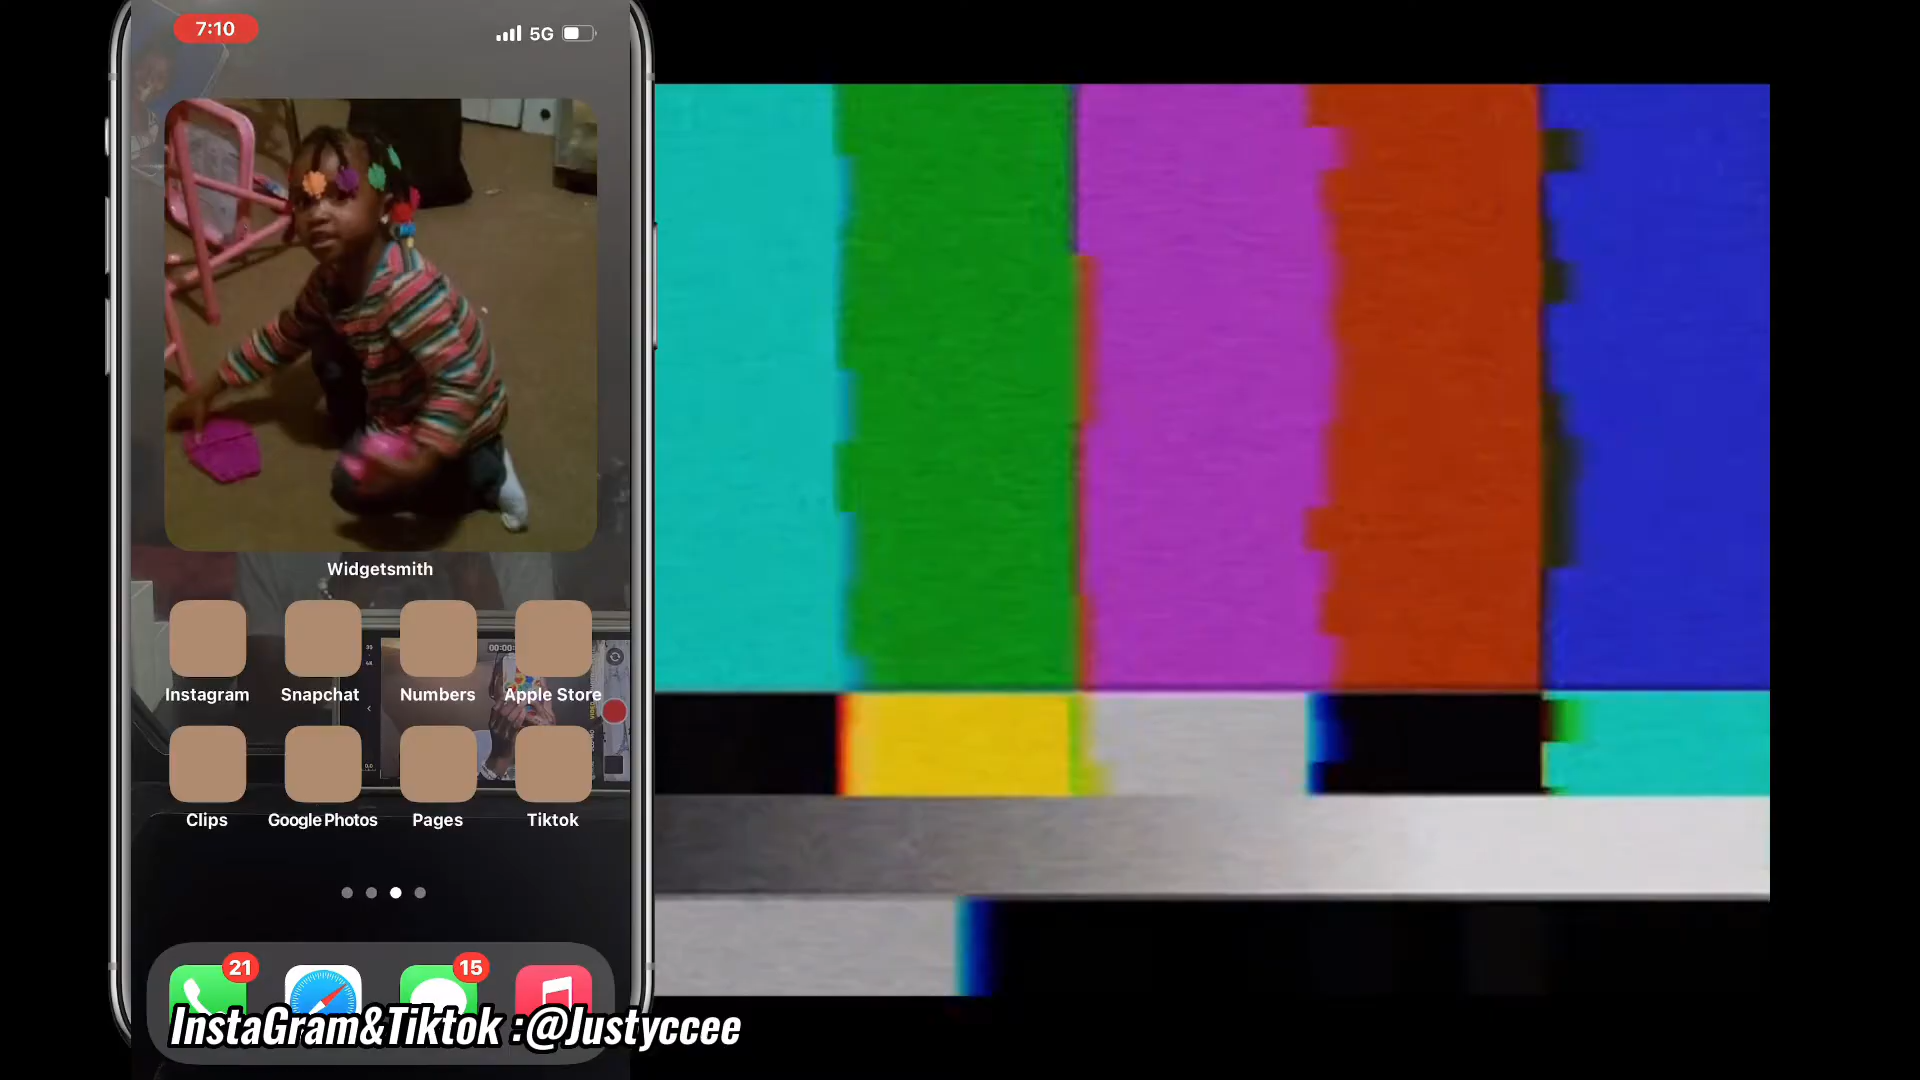 7:10
5G
Widgetsmith
Instagram
Snapchat
Numbers
Apple Store
Clips
Google Photos
Pages
Tiktok
21
15
InstaGram&Tiktok :@Justyccee